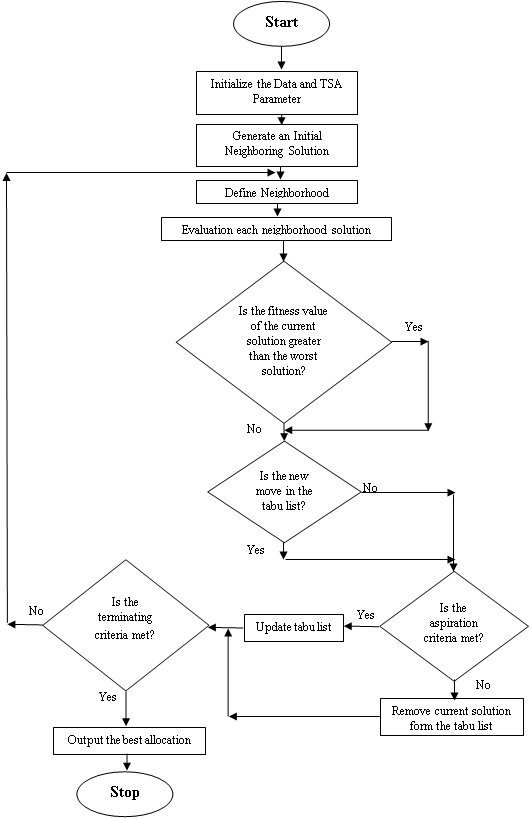 Start
Initialize the Data and TSA
Parameter
Generate an Initial
Neighboring Solution
Define Neighborhood
Evaluation each neighborhood solution
Is the fitness value
of the current
solution greater
than the worst
solution?
Yes
No
Is the new
move in the
tabu list?
No
Yes
Is the
aspiration
criteria met?
Yes
No
Update tabu list
Remove current solution
form the tabu list
Is the
terminating
criteria met?
No
Yes
Output the best allocation
Stop